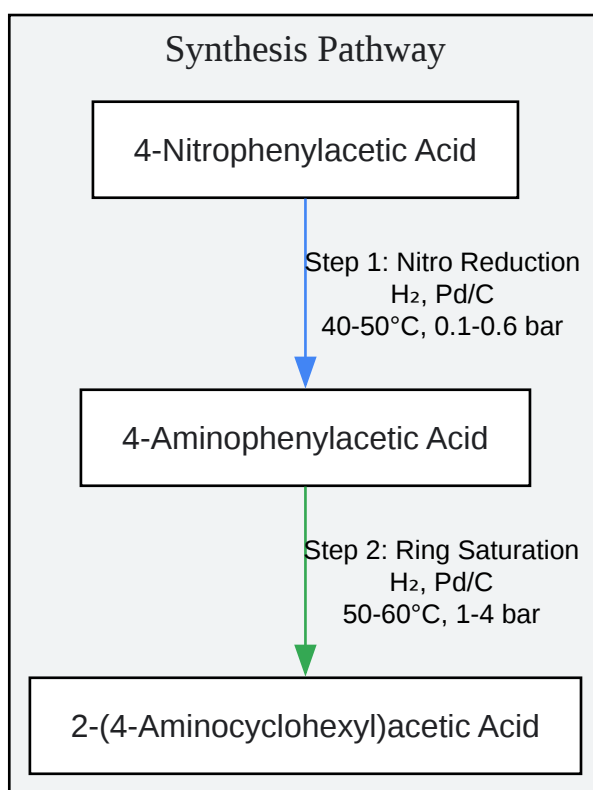 Synthesis Pathway
4-Nitrophenylacetic Acid
Step 1: Nitro Reduction
H₂, Pd/C
40-50°C, 0.1-0.6 bar
4-Aminophenylacetic Acid
Step 2: Ring Saturation
H₂, Pd/C
50-60°C, 1-4 bar
2-(4-Aminocyclohexyl)acetic Acid